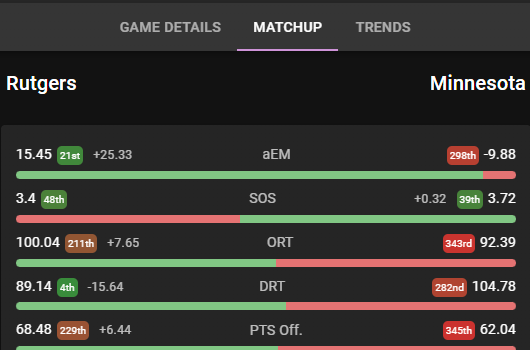 GAME DETAILS MATCHUP TRENDS
Rutgers Minnesota
15.45 21st +25.33 aEM 298th -9.88
3.4 48th SOS +0.32 39th 3.72
100.04 211th +7.65 ORT 343rd 92.39
89.14 4th -15.64 DRT 282nd 104.78
68.48 229th +6.44 PTS Off. 345th 62.04